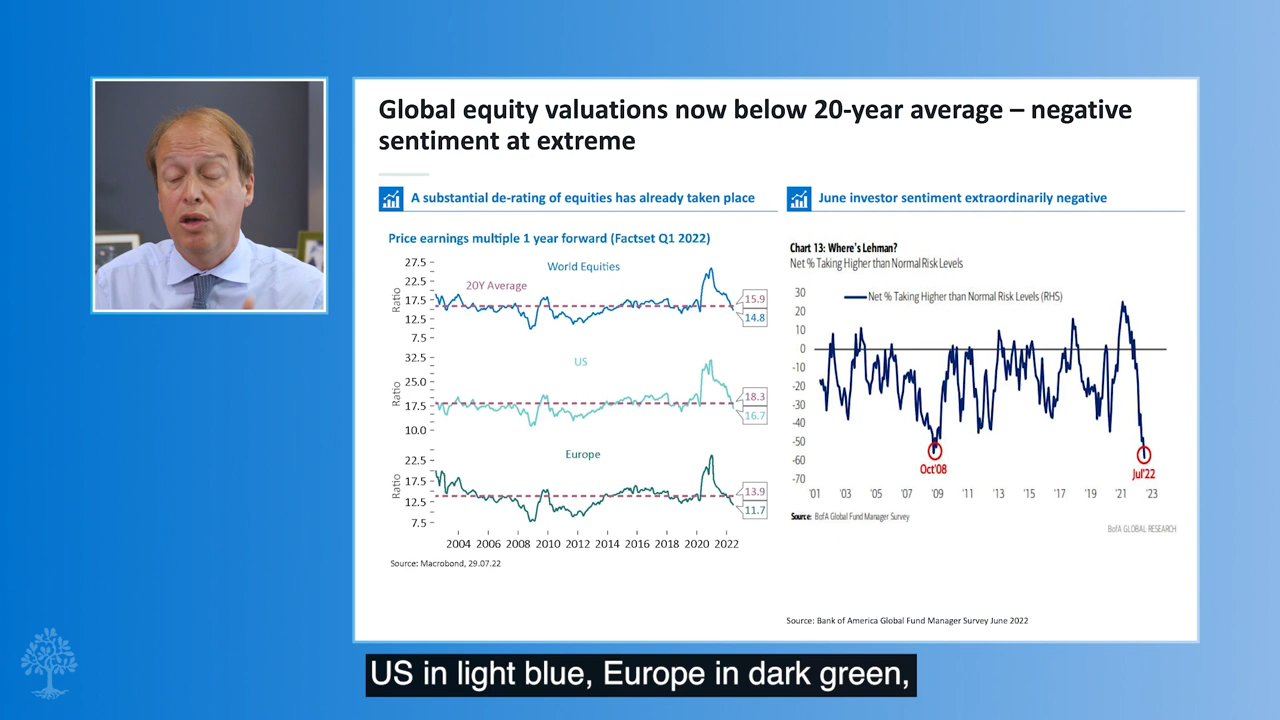 Global equity valuations now below 20-year average – negative
sentiment at extreme
A substantial de-rating of equities has already taken place
Price earnings multiple 1 year forward (Factset Q1 2022)
World Equities
20Y Average
Ratio
27.5
22.5
17.5
12.5
7.5
15.9
14.8
US
Ratio
32.5
25.0
17.5
10.0
18.3
16.7
Europe
Ratio
22.5
17.5
12.5
7.5
13.9
11.7
2004 2006 2008 2010 2012 2014 2016 2018 2020 2022
Source: Macrobond, 29.07.22
June investor sentiment extraordinarily negative
Chart 13: Where's Lehman?
Net % Taking Higher than Normal Risk Levels
Net % Taking Higher than Normal Risk Levels (RHS)
30
20
10
0
-10
-20
-30
-40
-50
-60
-70
Oct'08
Jul'22
'01 '03 '05 '07 '09 '11 '13 '15 '17 '19 '21 '23
Source: BofA Global Fund Manager Survey
BofA GLOBAL RESEARCH
Source: Bank of America Global Fund Manager Survey June 2022
US in light blue, Europe in dark green,